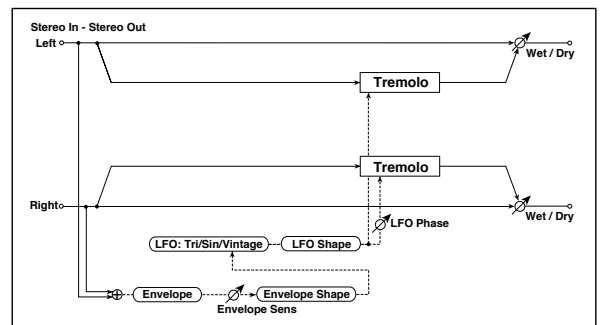 Stereo In - Stereo Out
Left
Wet / Dry
Tremolo
Tremolo
Right
LFO Phase
Wet / Dry
LFO: Tri/Sin/Vintage
LFO Shape
Envelope
Envelope Sens
Envelope Shape